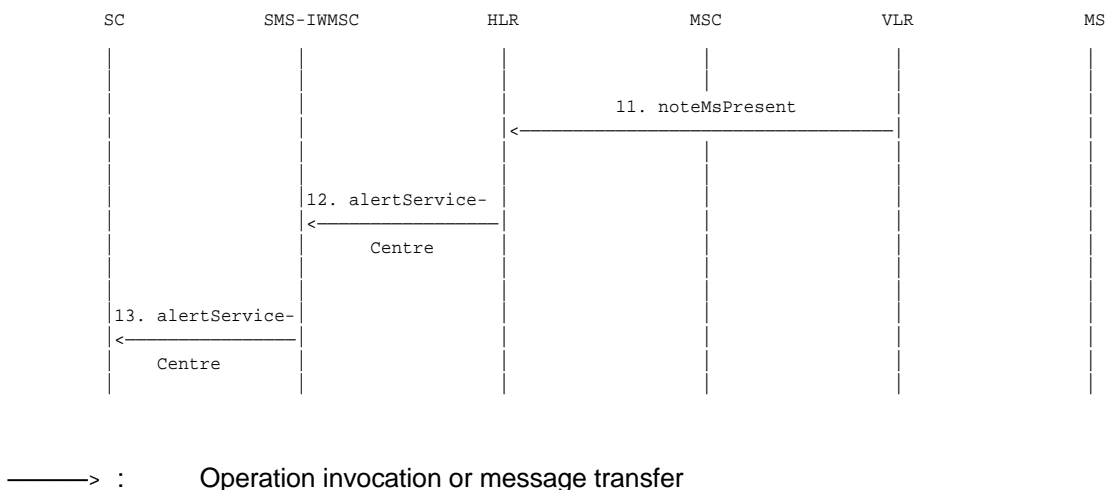 SC SMS-IWMSC HLR MSC VLR MS
11. noteMsPresent
12. alertService-
Centre
13. alertService-
Centre
: Operation invocation or message transfer